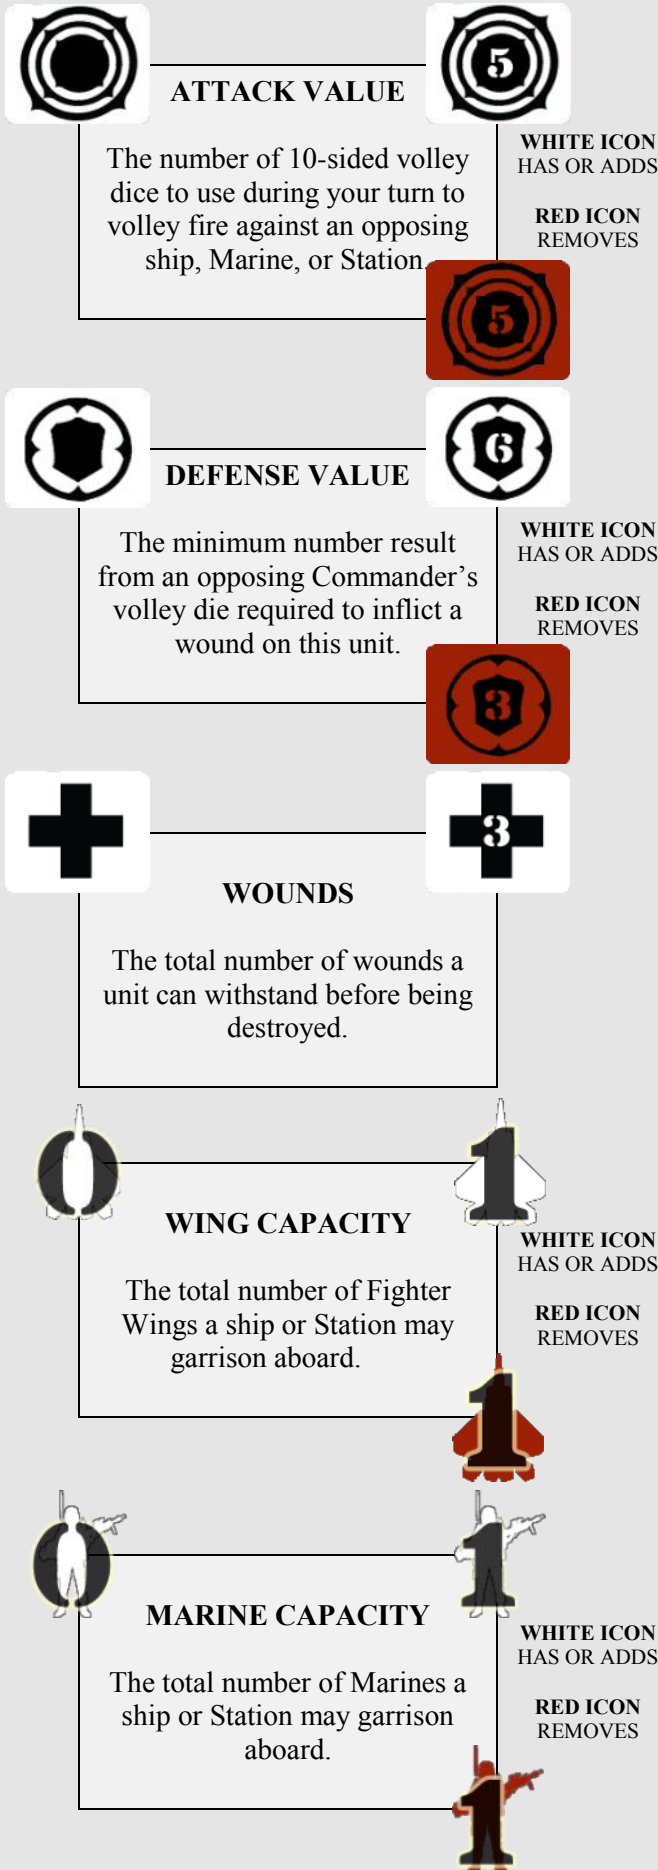 5
ATTACK VALUE
The number of 10-sided volley
dice to use during your turn to
volley fire against an opposing
ship, Marine, or Station.
WHITE ICON
HAS OR ADDS
RED ICON
REMOVES
5
6
DEFENSE VALUE
The minimum number result
from an opposing Commander’s
volley die required to inflict a
wound on this unit.
WHITE ICON
HAS OR ADDS
RED ICON
REMOVES
3
3
WOUNDS
The total number of wounds a
unit can withstand before being
destroyed.
0 1
WING CAPACITY
The total number of Fighter
Wings a ship or Station may
garrison aboard.
WHITE ICON
HAS OR ADDS
RED ICON
REMOVES
1
0 1
MARINE CAPACITY
The total number of Marines a
ship or Station may garrison
aboard.
WHITE ICON
HAS OR ADDS
RED ICON
REMOVES
1